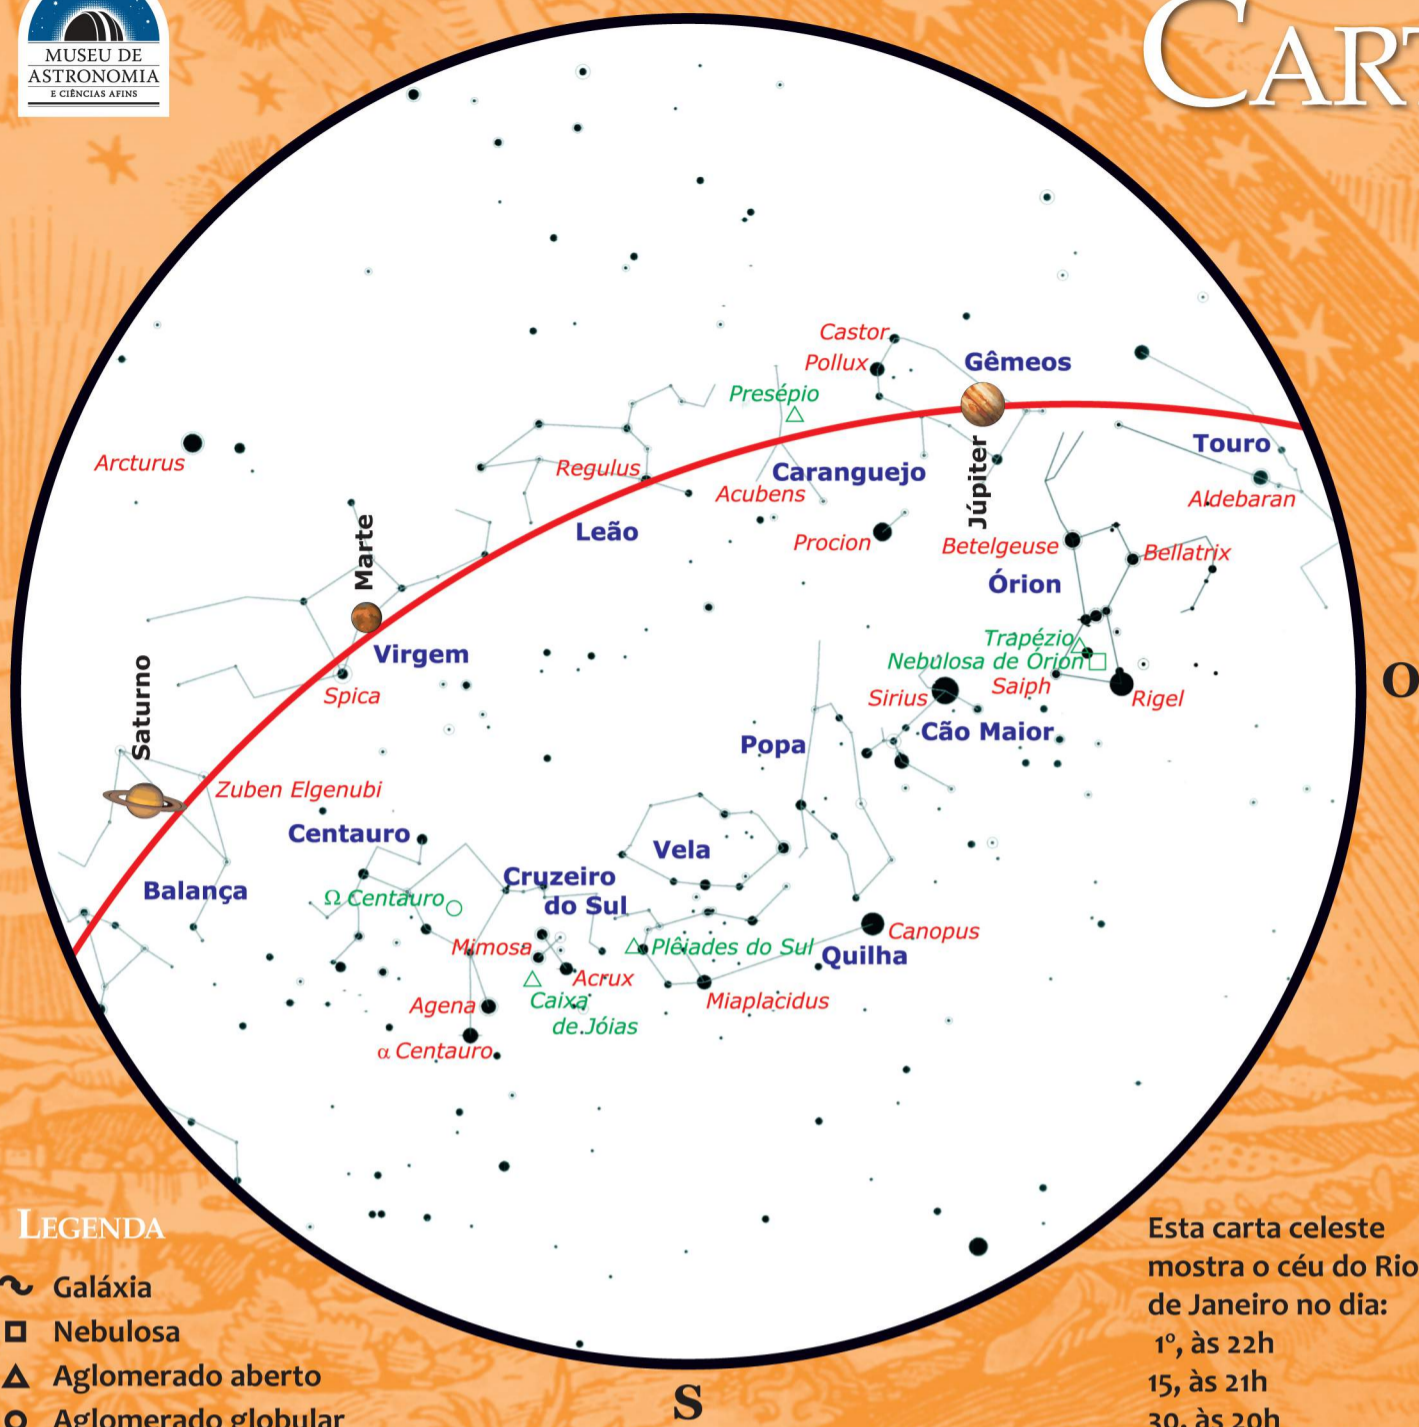 MUSEU DE
ASTRONOMIA
E CIÊNCIAS AFINS
CART
Castor
Pollux
Gêmeos
Presépio
Júpiter
Touro
Aldebaran
Arcturus
Regulus
Caranguejo
Acubens
Leão
Procion
Betelgeuse
Bellatrix
Órion
Marte
Virgem
Trapézio
Nebulosa de Órion
Saiph
Rigel
Sirius
Cão Maior
O
Spica
Saturno
Popa
Zuben Elgenubi
Centauro
Vela
Balança
Ω Centauro
Cruzeiro
do Sul
Mimosa
Plêiades do Sul
Canopus
Quilha
Acrux
Agena
Caixa
de Jóias
Miaplacidus
α Centauro
LEGENDA
Galáxia
Nebulosa
Aglomerado aberto
Aglomerado globular
S
Esta carta celeste
mostra o céu do Rio
de Janeiro no dia:
1º, às 22h
15, às 21h
30, às 20h